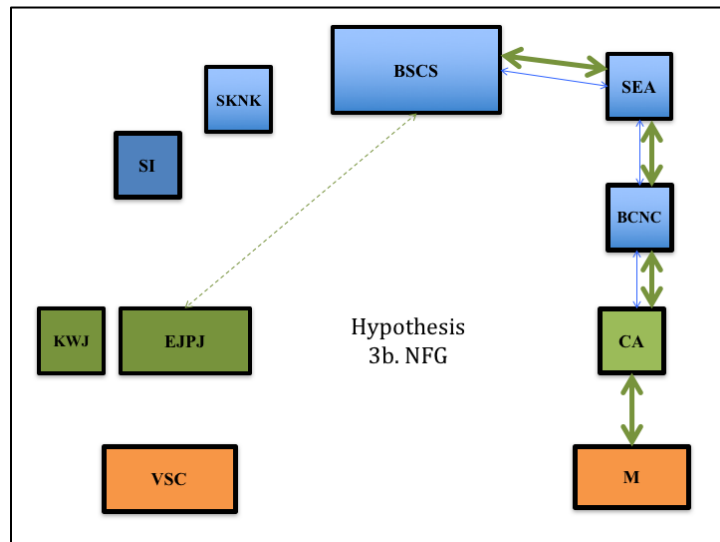 BSCS
SEA
SKNK
SI
BCNC
KWJ
EJPJ
Hypothesis
3b. NFG
CA
VSC
M